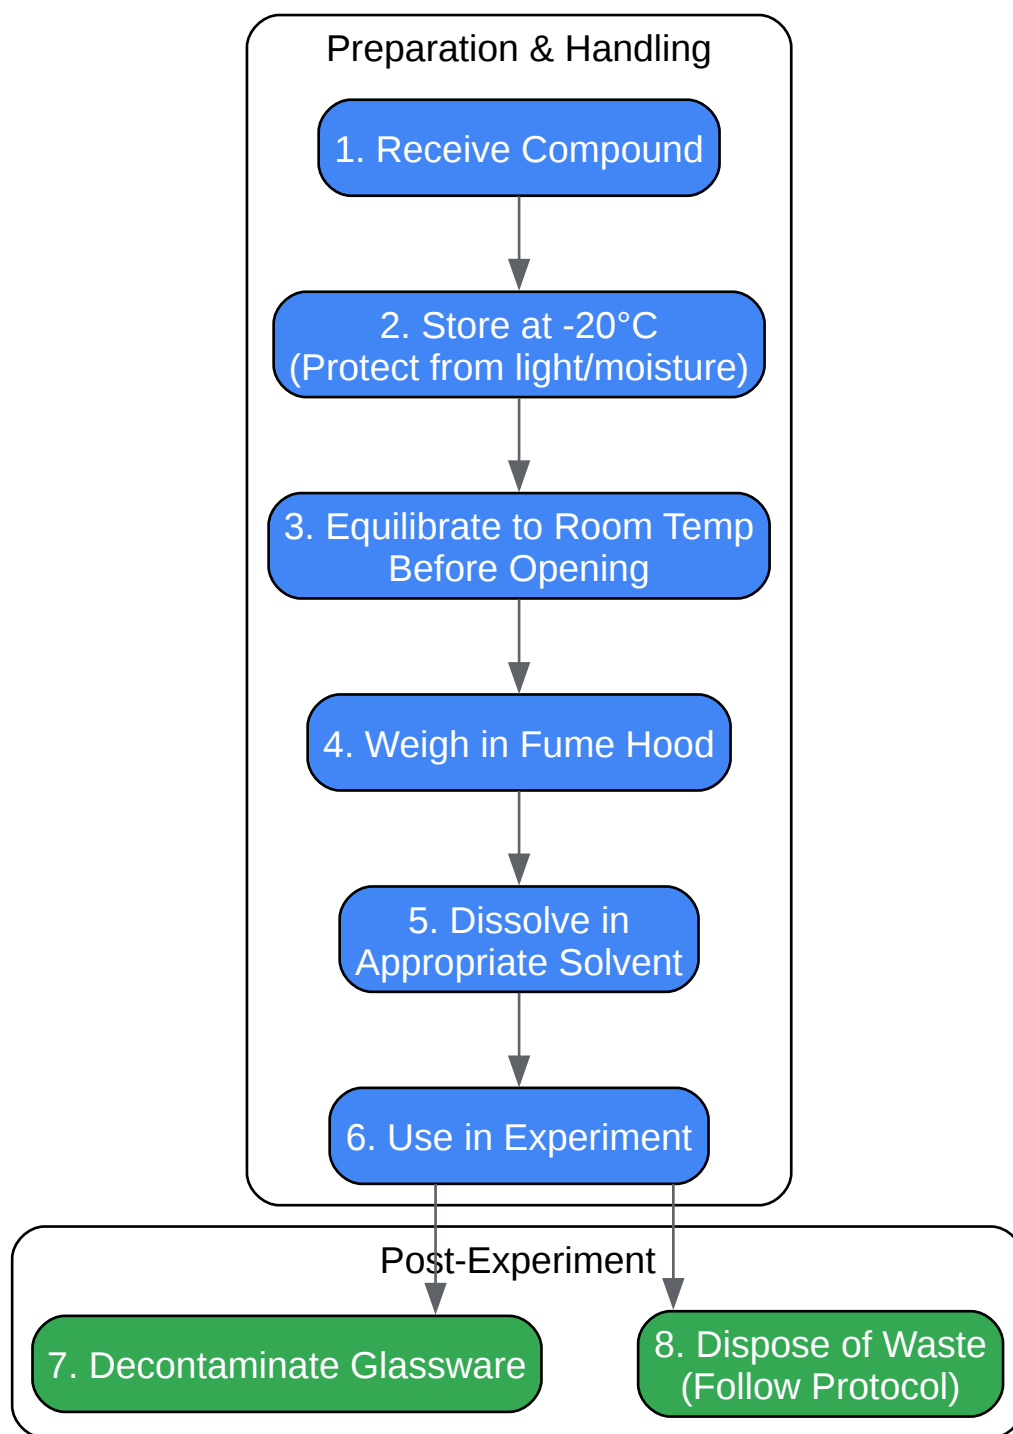 Preparation & Handling
1. Receive Compound
2. Store at -20°C
(Protect from light/moisture)
3. Equilibrate to Room Temp
Before Opening
4. Weigh in Fume Hood
5. Dissolve in
Appropriate Solvent
6. Use in Experiment
Post-Experiment
7. Decontaminate Glassware
8. Dispose of Waste
(Follow Protocol)